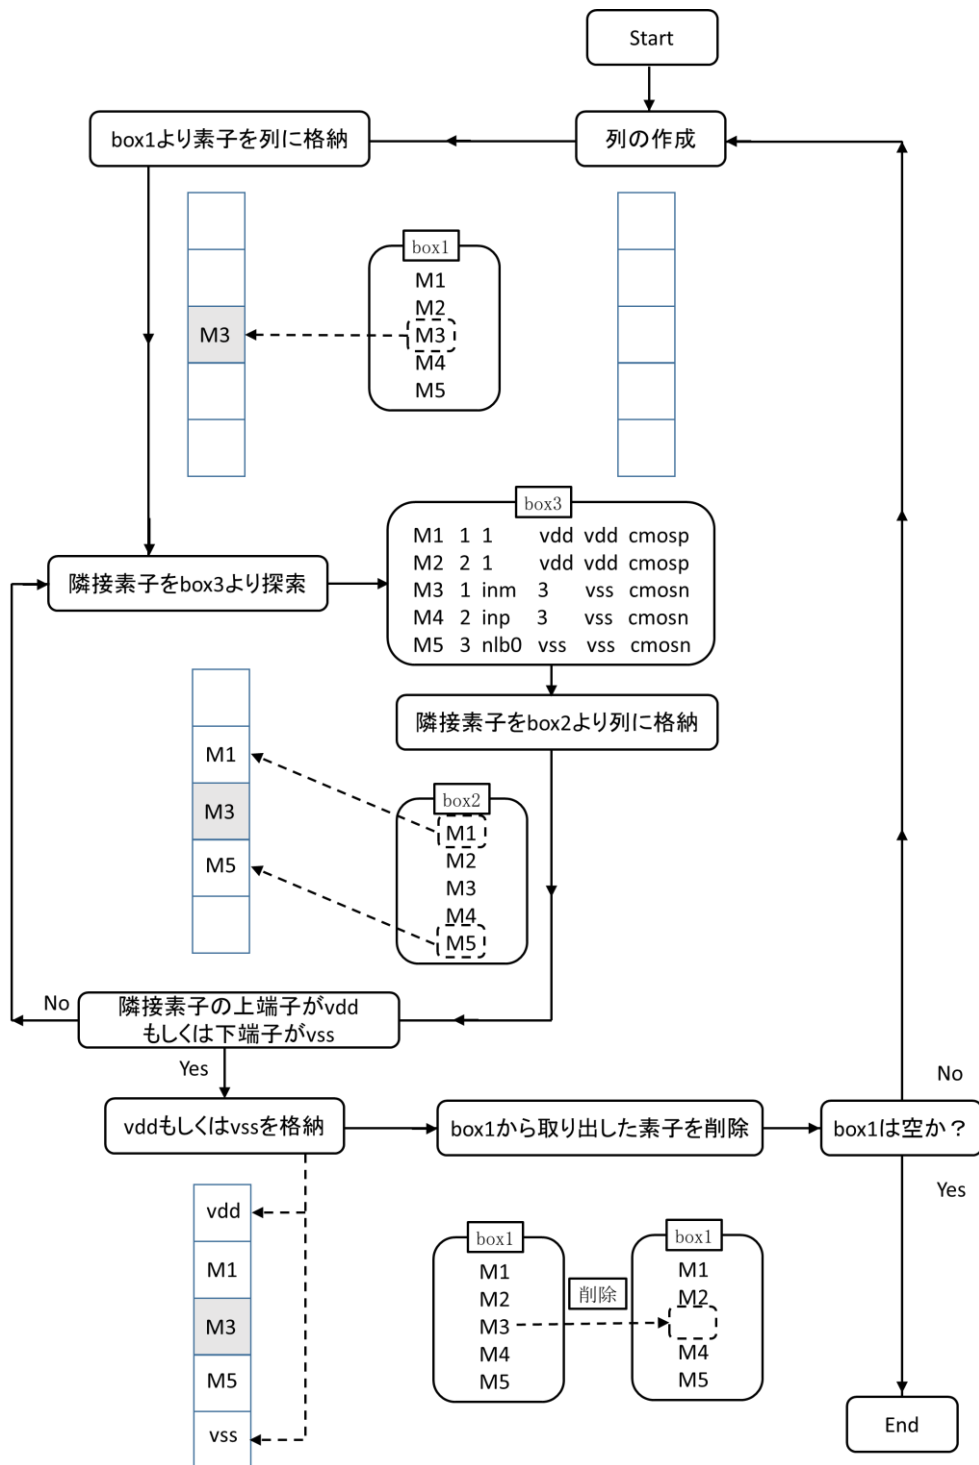 Start
列の作成
box1より素子を列に格納
box1
M1
M2
M3
M4
M5
M3
box3
M1 1 1 vdd vdd cmosp
M2 2 1 vdd vdd cmosp
M3 1 inm 3 vss cmosn
M4 2 inp 3 vss cmosn
M5 3 nlb0 vss vss cmosn
隣接素子をbox3より探索
隣接素子をbox2より列に格納
M1
M3
M5
box2
M1
M2
M3
M4
M5
No
隣接素子の上端子がvdd
もしくは下端子がvss
Yes
vddもしくはvssを格納
box1から取り出した素子を削除
box1は空か？
No
Yes
vdd
M1
M3
M5
vss
box1
M1
M2
M3
M4
M5
削除
box1
M1
M2
M4
M5
End